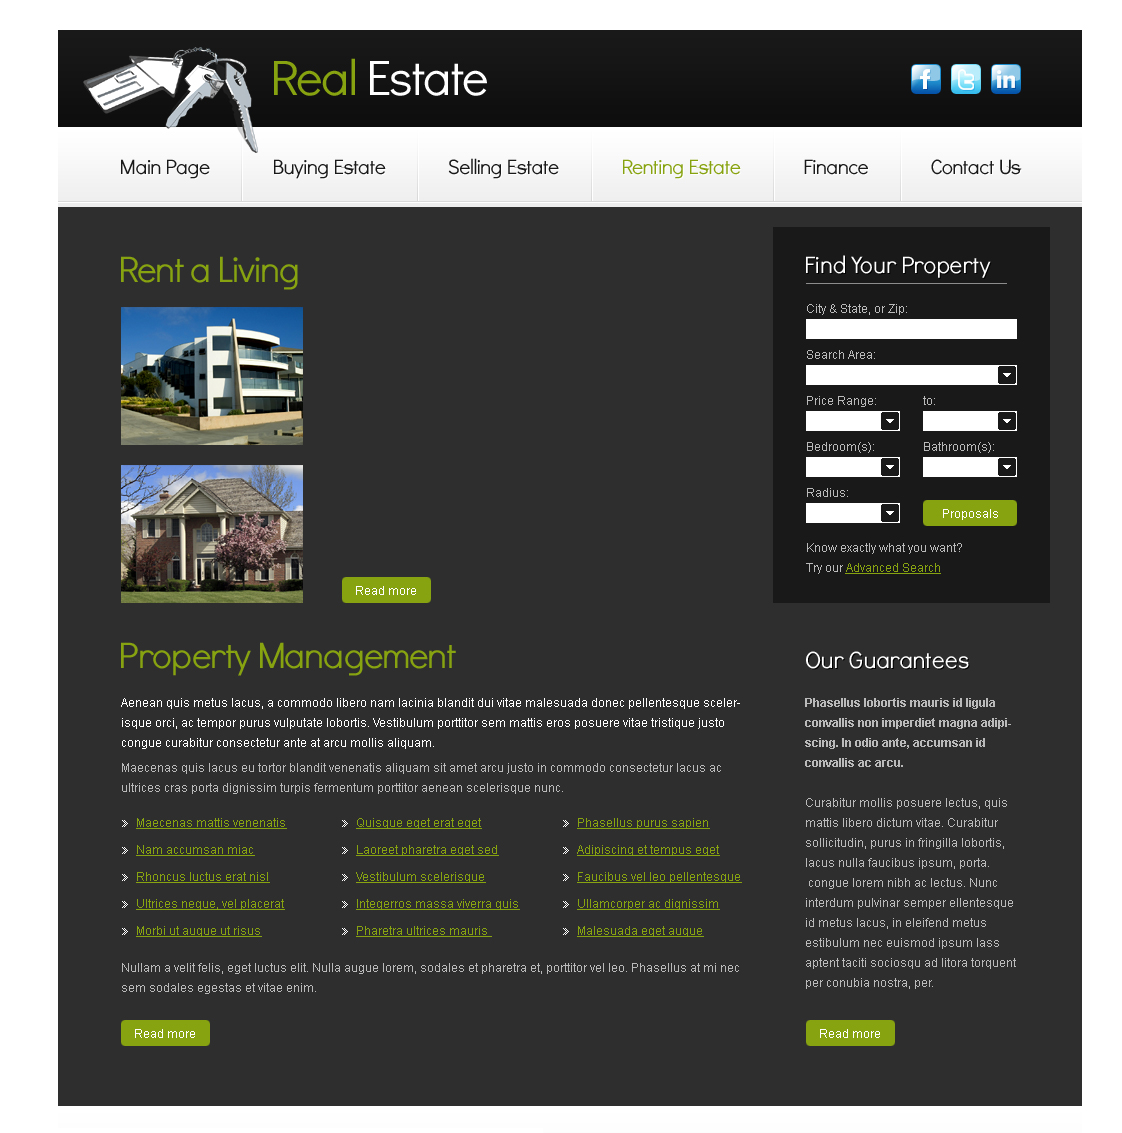 Real Estate
Main Page
Buying Estate
Selling Estate
Renting Estate
Finance
Contact Us
Rent a Living
Read more
Find Your Property
City & State, or Zip:
Search Area:
Price Range: to:
Bedroom(s): Bathroom(s):
Radius:
Proposals
Know exactly what you want?
Try our Advanced Search
Property Management
Aenean quis metus lacus, a commodo libero nam lacinia blandit dui vitae malesuada donec pellentesque sceler-
isque orci, ac tempor purus vulputate lobortis. Vestibulum porttitor sem mattis eros posuere vitae tristique justo
congue curabitur consectetur ante at arcu mollis aliquam.
Maecenas quis lacus eu tortor blandit venenatis aliquam sit amet arcu justo in commodo consectetur lacus ac
ultrices cras porta dignissim turpis fermentum porttitor aenean scelerisque nunc.
Maecenas mattis venenatis
Nam accumsan miac
Rhoncus luctus erat nisl
Ultrices neque, vel placerat
Morbi ut augue ut risus
Quisque eget erat eget
Laoreet pharetra eget sed
Vestibulum scelerisque
Integerros massa viverra quis
Pharetra ultrices mauris
Phasellus purus sapien
Adipiscing et tempus eget
Faucibus vel leo pellentesque
Ullamcorper ac dignissim
Malesuada eget augue
Nullam a velit felis, eget luctus elit. Nulla augue lorem, sodales et pharetra et, porttitor vel leo. Phasellus at mi nec
sem sodales egestas et vitae enim.
Read more
Our Guarantees
Phasellus lobortis mauris id ligula
convallis non imperdiet magna adipi-
scing. In odio ante, accumsan id
convallis ac arcu.
Curabitur mollis posuere lectus, quis
mattis libero dictum vitae. Curabitur
sollicitudin, purus in fringilla lobortis,
lacus nulla faucibus ipsum, porta.
congue lorem nibh ac lectus. Nunc
interdum pulvinar semper ellentesque
id metus lacus, in eleifend metus
estibulum nec euismod ipsum lass
aptent taciti sociosqu ad litora torquent
per conubia nostra, per.
Read more